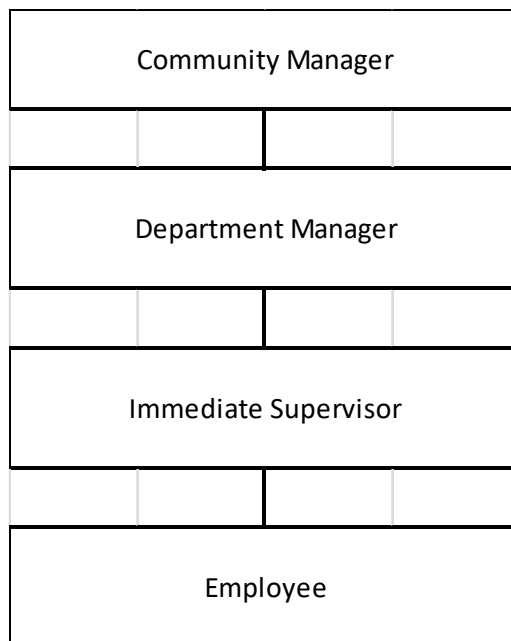 Community Manager
Department Manager
Immediate Supervisor
Employee